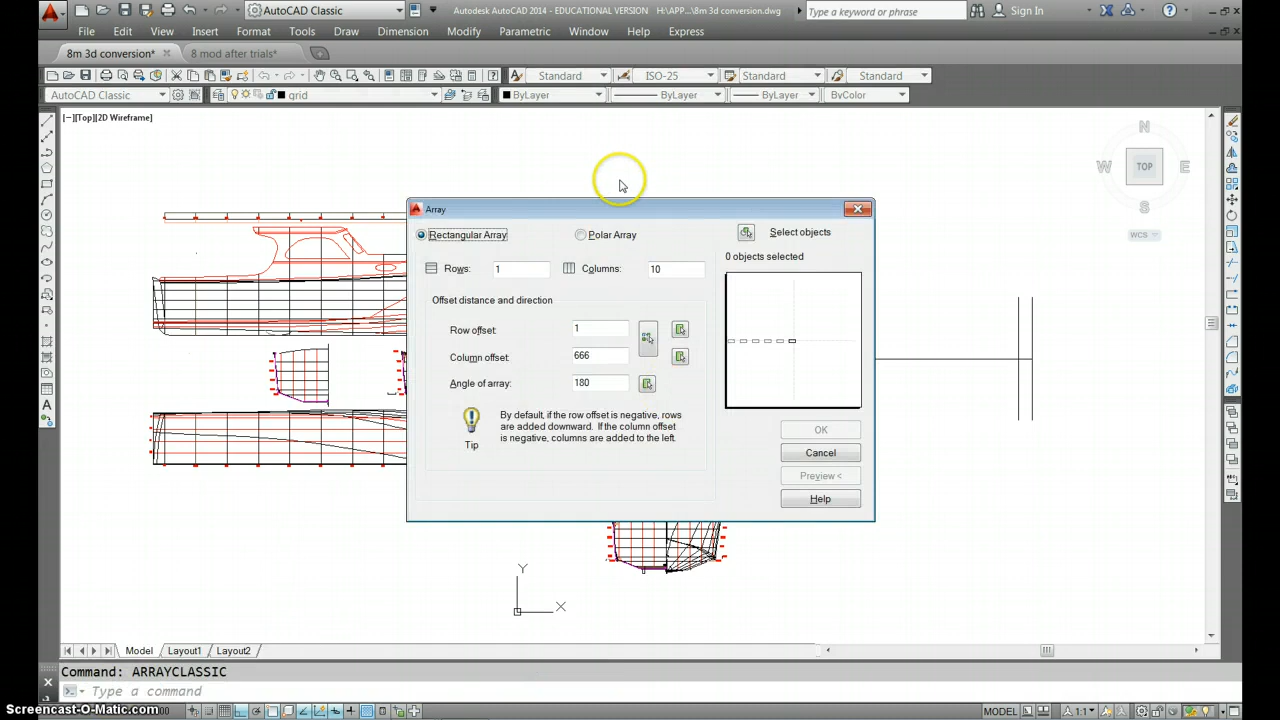 AutoCAD Classic
Autodesk AutoCAD 2014 - EDUCATIONAL VERSION H:\APP...\8m 3d conversion.dwg
Type a keyword or phrase
Sign In
File Edit View Insert Format Tools Draw Dimension Modify Parametric Window Help Express
8m 3d conversion*
8 mod after trials*
Standard ISO-25 Standard Standard
AutoCAD Classic grid ByLayer ByLayer ByLayer ByColor
[−][Top][2D Wireframe]
N
W TOP E
S
WCS
Array
Rectangular Array Polar Array Select objects
0 objects selected
Rows: 1 Columns: 10
Offset distance and direction
Row offset: 1
Column offset: 666
Angle of array: 180
By default, if the row offset is negative, rows
are added downward. If the column offset
is negative, columns are added to the left.
Tip
OK
Cancel
Preview <
Help
Y
X
Model Layout1 Layout2
Command: ARRAYCLASSIC
Type a command
Screencast-O-Matic.com
MODEL 1:1